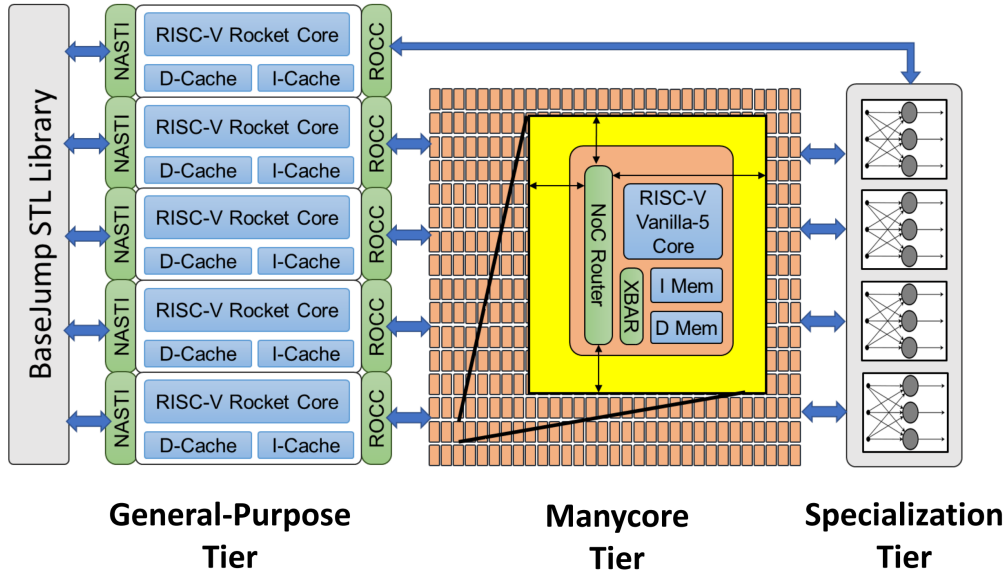 BaseJump STL Library
NASTI
RISC-V Rocket Core
D-Cache
I-Cache
ROCC
NASTI
RISC-V Rocket Core
D-Cache
I-Cache
ROCC
NASTI
RISC-V Rocket Core
D-Cache
I-Cache
ROCC
NASTI
RISC-V Rocket Core
D-Cache
I-Cache
ROCC
NASTI
RISC-V Rocket Core
D-Cache
I-Cache
ROCC
NoC Router
RISC-V
Vanilla-5
Core
XBAR
I Mem
D Mem
General-Purpose
Tier
Manycore
Tier
Specialization
Tier